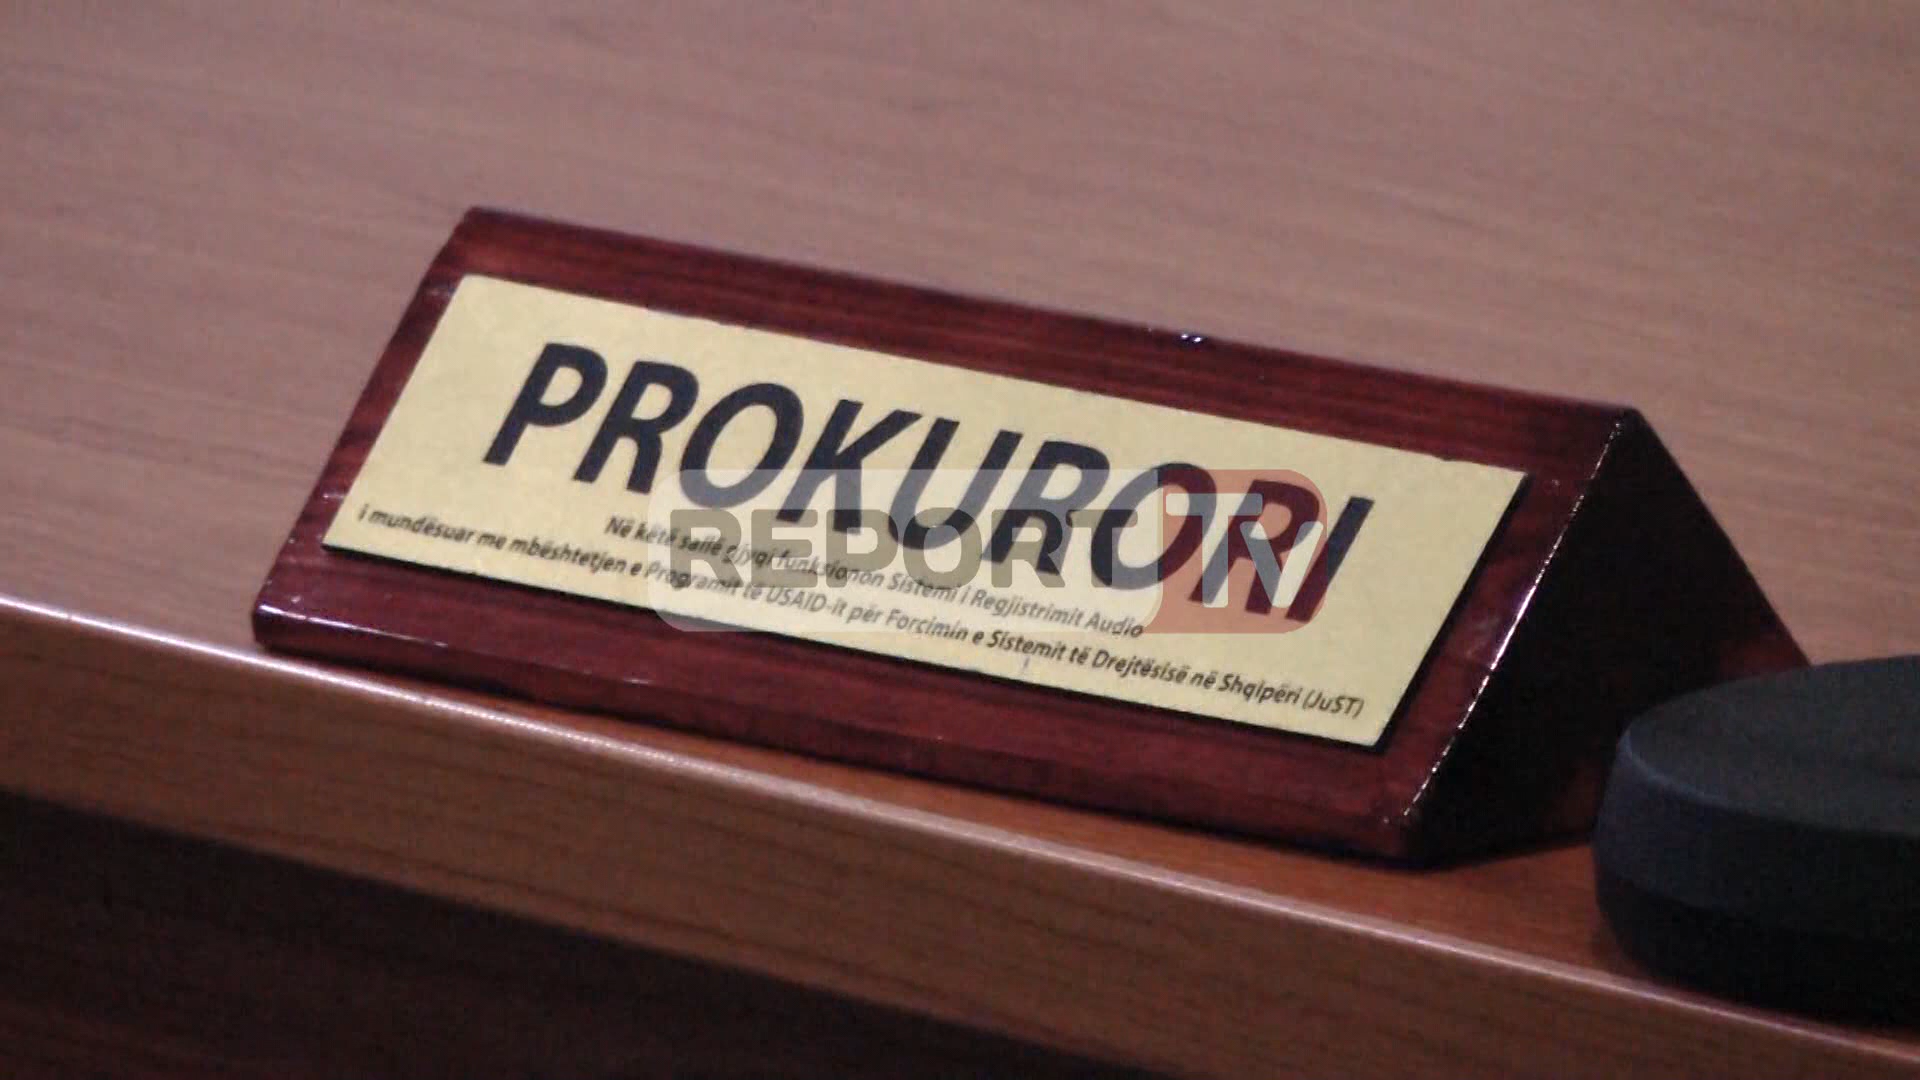 PROKURORI
Në këtë sallë gjyqi funksionon Sistemi i Regjistrimit Audio
i mundësuar me mbështetjen e Programit të USAID-it për Forcimin e Sistemit të Drejtësisë në Shqipëri (JuST)
REPORT TV